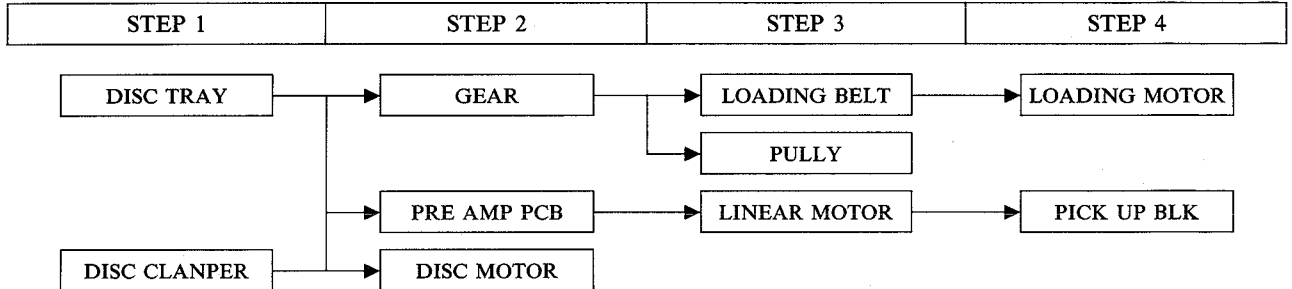 STEP 1 STEP 2 STEP 3 STEP 4
DISC TRAY GEAR LOADING BELT LOADING MOTOR
PULLY
PRE AMP PCB LINEAR MOTOR PICK UP BLK
DISC CLANPER DISC MOTOR